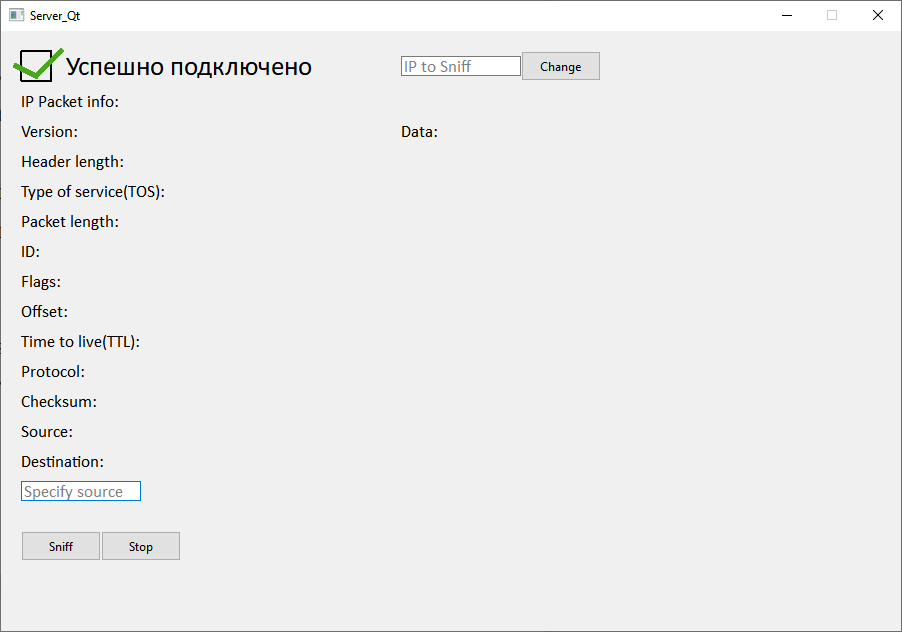 Server_Qt
Успешно подключено
IP to Sniff
Change
IP Packet info:
Version:
Data:
Header length:
Type of service(TOS):
Packet length:
ID:
Flags:
Offset:
Time to live(TTL):
Protocol:
Checksum:
Source:
Destination:
Specify source
Sniff
Stop